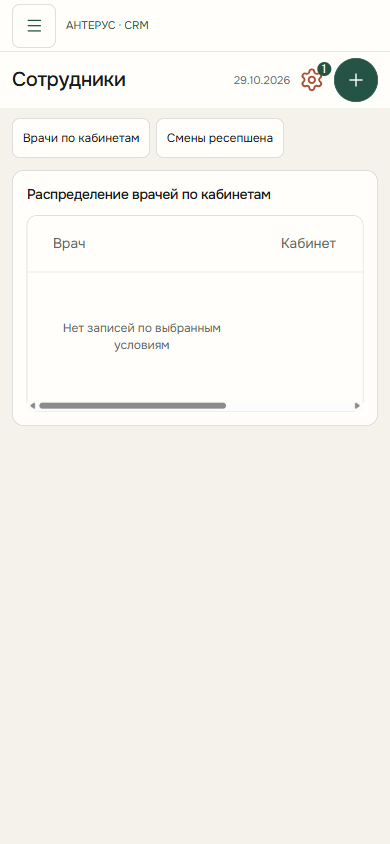 АНТЕРУС · CRM
Сотрудники
29.10.2026
1
Врачи по кабинетам
Смены ресепшена
Распределение врачей по кабинетам
Врач
Кабинет
Нет записей по выбранным
условиям